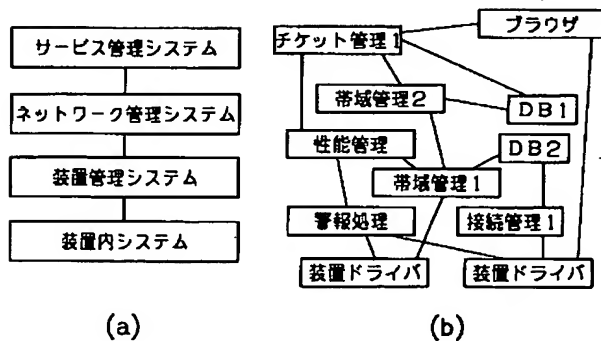 サービス管理システム
ネットワーク管理システム
装置管理システム
装置内システム
(a)
チケット管理1
ブラウザ
帯域管理2
DB1
性能管理
DB2
帯域管理1
警報処理
接続管理1
装置ドライバ
装置ドライバ
(b)